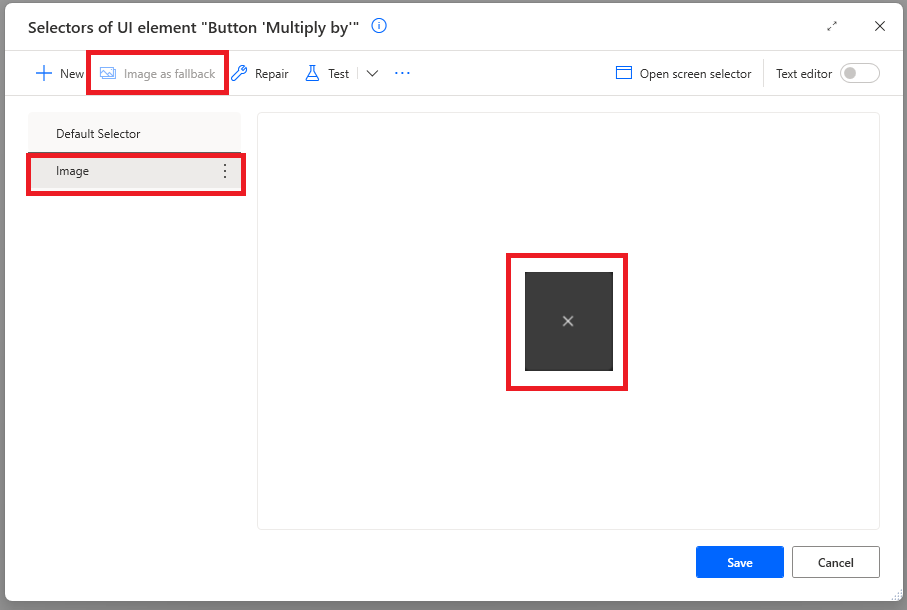 Selectors of UI element "Button 'Multiply by'"
New Image as fallback Repair Test Open screen selector Text editor
Default Selector
Image
Save Cancel